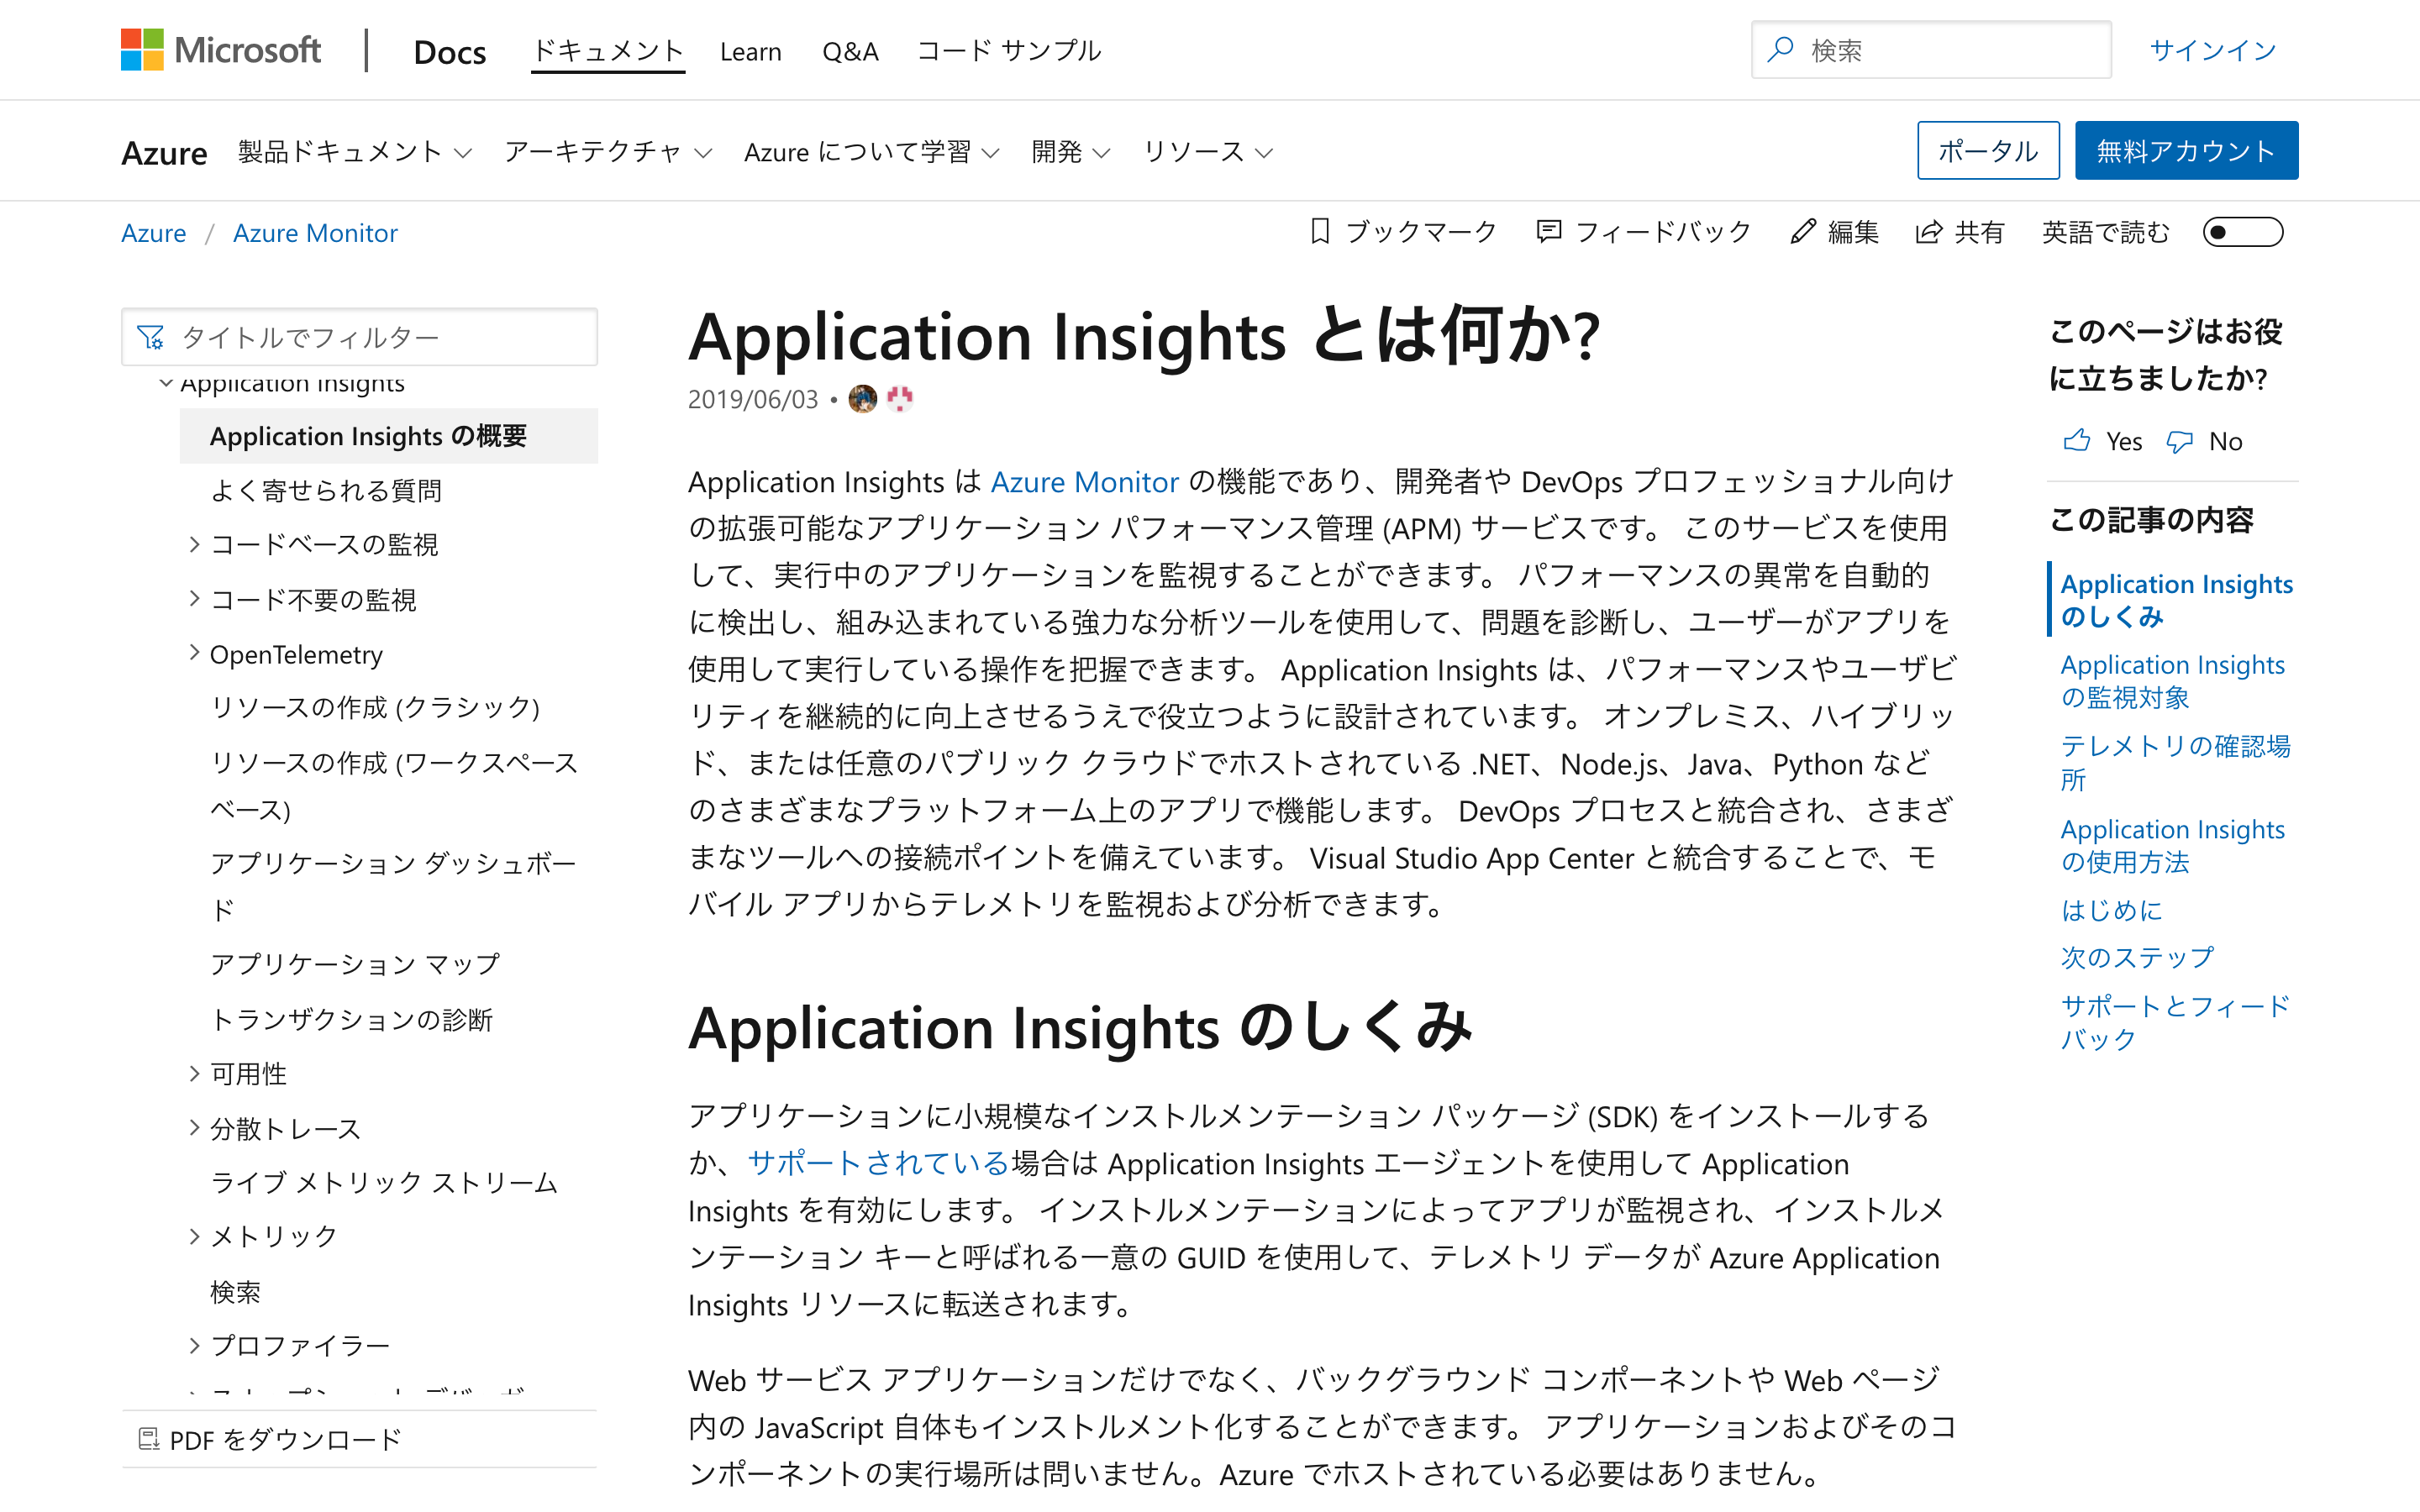 Microsoft
Docs
ドキュメント
Learn
Q&A
コード サンプル
検索
サインイン
Azure
製品ドキュメント
アーキテクチャ
Azure について学習
開発
リソース
ポータル
無料アカウント
Azure / Azure Monitor
ブックマーク
フィードバック
編集
共有
英語で読む
タイトルでフィルター
Application Insights
Application Insights の概要
よく寄せられる質問
コードベースの監視
コード不要の監視
OpenTelemetry
リソースの作成 (クラシック)
リソースの作成 (ワークスペース
ベース)
アプリケーション ダッシュボー
ド
アプリケーション マップ
トランザクションの診断
可用性
分散トレース
ライブ メトリック ストリーム
メトリック
検索
プロファイラー
PDF をダウンロード
Application Insights とは何か?
2019/06/03 •
Application Insights は Azure Monitor の機能であり、開発者や DevOps プロフェッショナル向け
の拡張可能なアプリケーション パフォーマンス管理 (APM) サービスです。 このサービスを使用
して、実行中のアプリケーションを監視することができます。 パフォーマンスの異常を自動的
に検出し、組み込まれている強力な分析ツールを使用して、問題を診断し、ユーザーがアプリを
使用して実行している操作を把握できます。 Application Insights は、パフォーマンスやユーザビ
リティを継続的に向上させるうえで役立つように設計されています。 オンプレミス、ハイブリッ
ド、または任意のパブリック クラウドでホストされている .NET、Node.js、Java、Python など
のさまざまなプラットフォーム上のアプリで機能します。 DevOps プロセスと統合され、さまざ
まなツールへの接続ポイントを備えています。 Visual Studio App Center と統合することで、モ
バイル アプリからテレメトリを監視および分析できます。
Application Insights のしくみ
アプリケーションに小規模なインストルメンテーション パッケージ (SDK) をインストールする
か、サポートされている場合は Application Insights エージェントを使用して Application
Insights を有効にします。 インストルメンテーションによってアプリが監視され、インストルメ
ンテーション キーと呼ばれる一意の GUID を使用して、テレメトリ データが Azure Application
Insights リソースに転送されます。
Web サービス アプリケーションだけでなく、バックグラウンド コンポーネントや Web ページ
内の JavaScript 自体もインストルメント化することができます。 アプリケーションおよびそのコ
ンポーネントの実行場所は問いません。Azure でホストされている必要はありません。
このページはお役
に立ちましたか?
Yes
No
この記事の内容
Application Insights
のしくみ
Application Insights
の監視対象
テレメトリの確認場
所
Application Insights
の使用方法
はじめに
次のステップ
サポートとフィード
バック